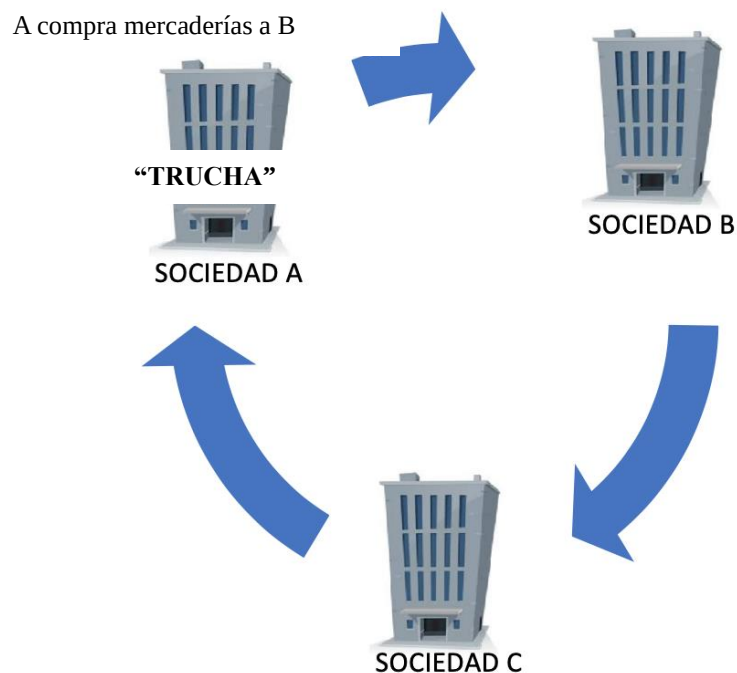 A compra mercaderías a B
“TRUCHA”
SOCIEDAD B
SOCIEDAD A
SOCIEDAD C